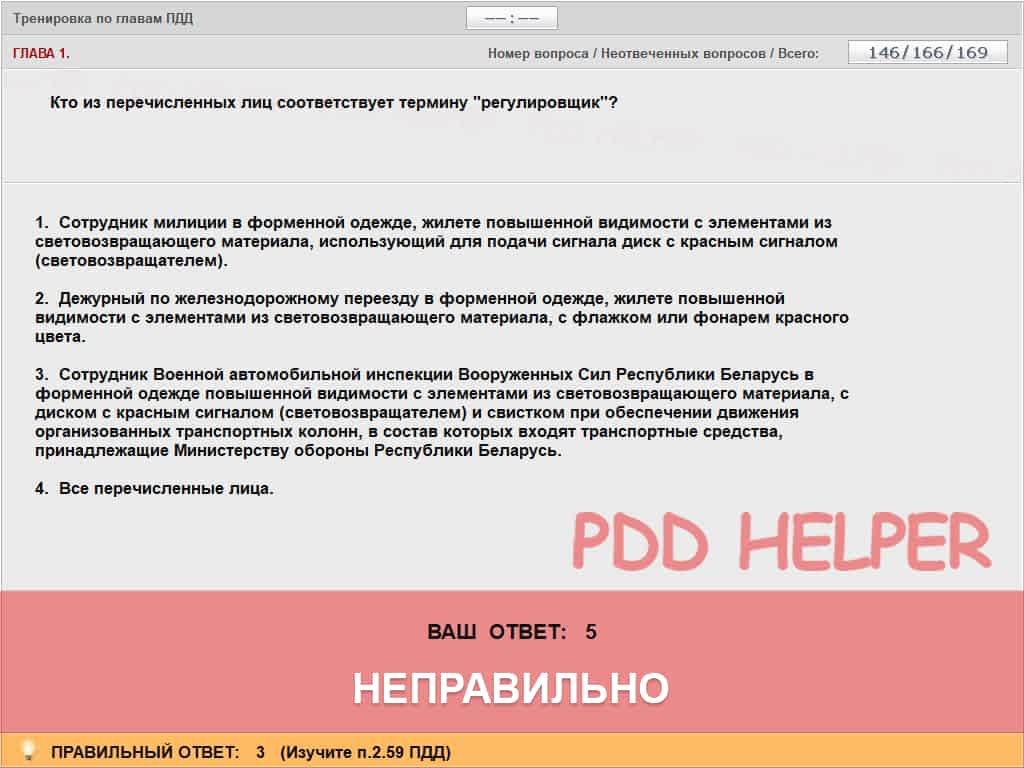 Тренировка по главам ПДД
–– : ––
ГЛАВА 1.
Номер вопроса / Неотвеченных вопросов / Всего:
146/166/169
Кто из перечисленных лиц соответствует термину "регулировщик"?
1. Сотрудник милиции в форменной одежде, жилете повышенной видимости с элементами из
световозвращающего материала, использующий для подачи сигнала диск с красным сигналом
(световозвращателем).
2. Дежурный по железнодорожному переезду в форменной одежде, жилете повышенной
видимости с элементами из световозвращающего материала, с флажком или фонарем красного
цвета.
3. Сотрудник Военной автомобильной инспекции Вооруженных Сил Республики Беларусь в
форменной одежде повышенной видимости с элементами из световозвращающего материала, с
диском с красным сигналом (световозвращателем) и свистком при обеспечении движения
организованных транспортных колонн, в состав которых входят транспортные средства,
принадлежащие Министерству обороны Республики Беларусь.
4. Все перечисленные лица.
PDD HELPER
ВАШ ОТВЕТ: 5
НЕПРАВИЛЬНО
ПРАВИЛЬНЫЙ ОТВЕТ: 3 (Изучите п.2.59 ПДД)